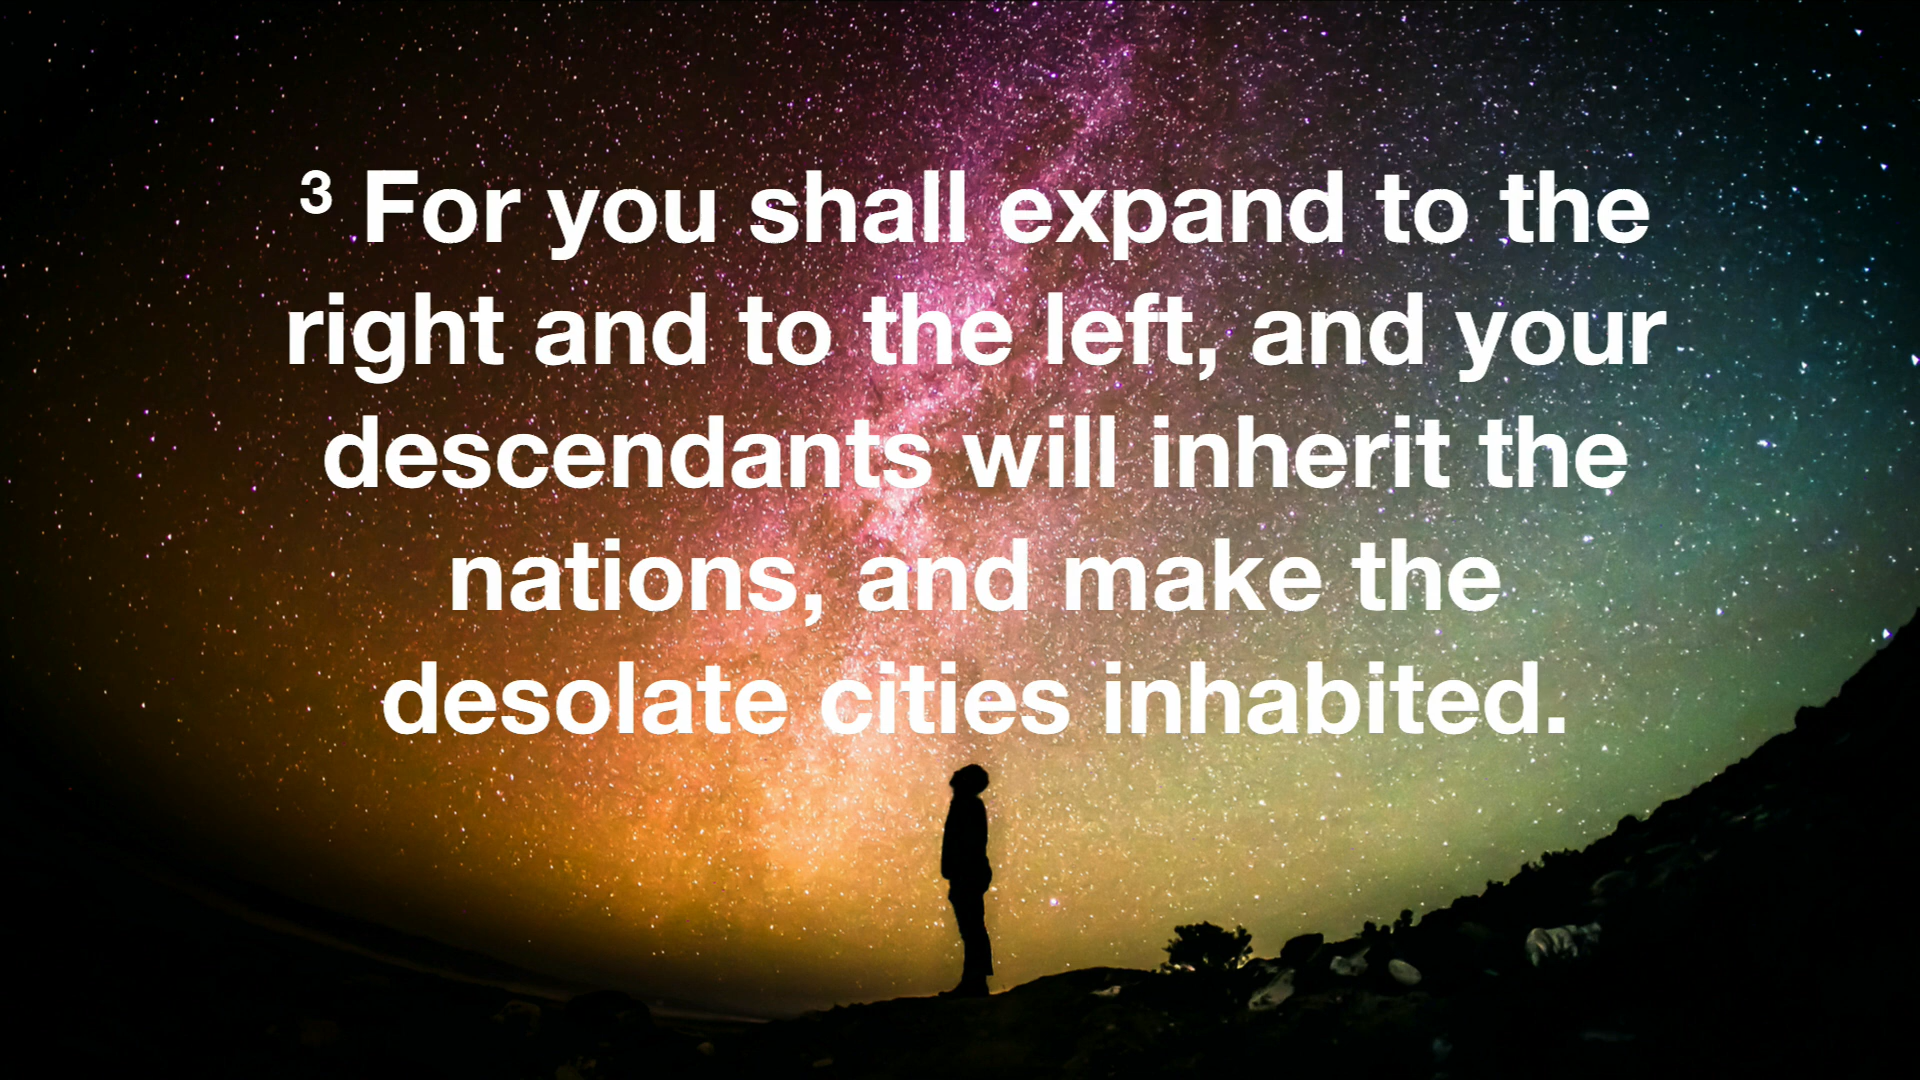 ³ For you shall expand to the
right and to the left, and your
descendants will inherit the
nations, and make the
desolate cities inhabited.